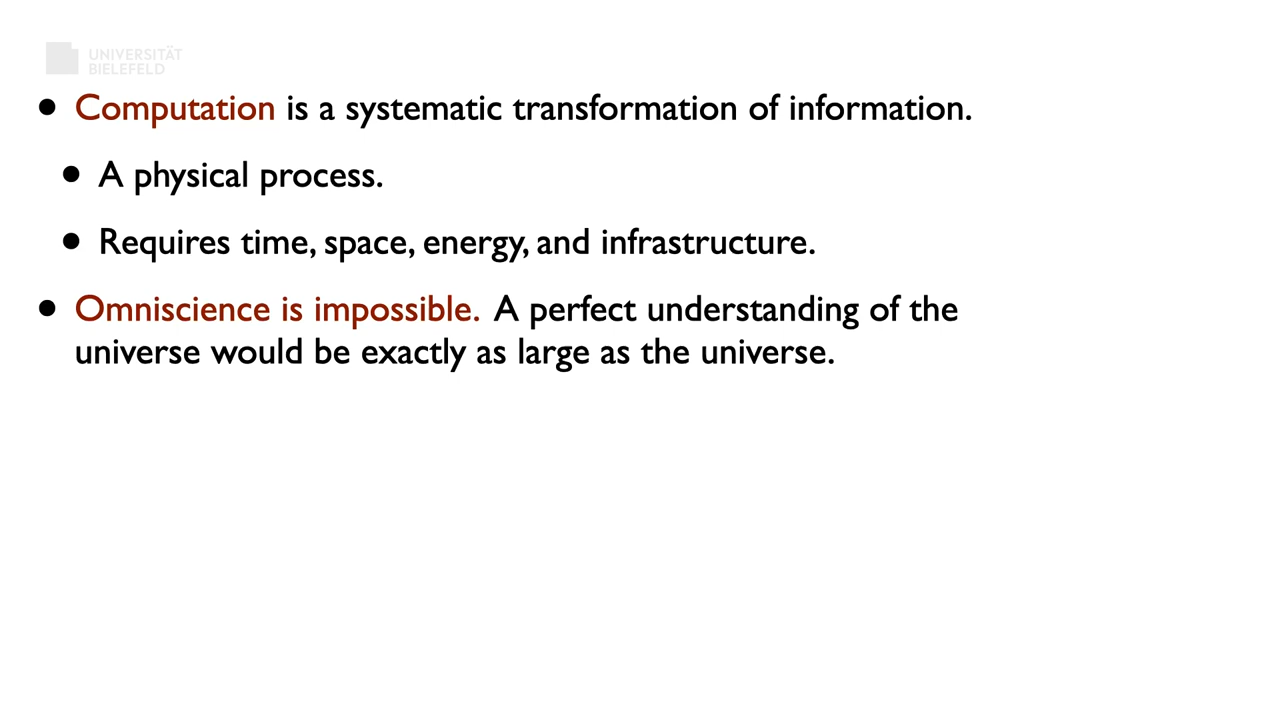 UNIVERSITÄT
BIELEFELD
• Computation is a systematic transformation of information.
• A physical process.
• Requires time, space, energy, and infrastructure.
• Omniscience is impossible. A perfect understanding of the
universe would be exactly as large as the universe.